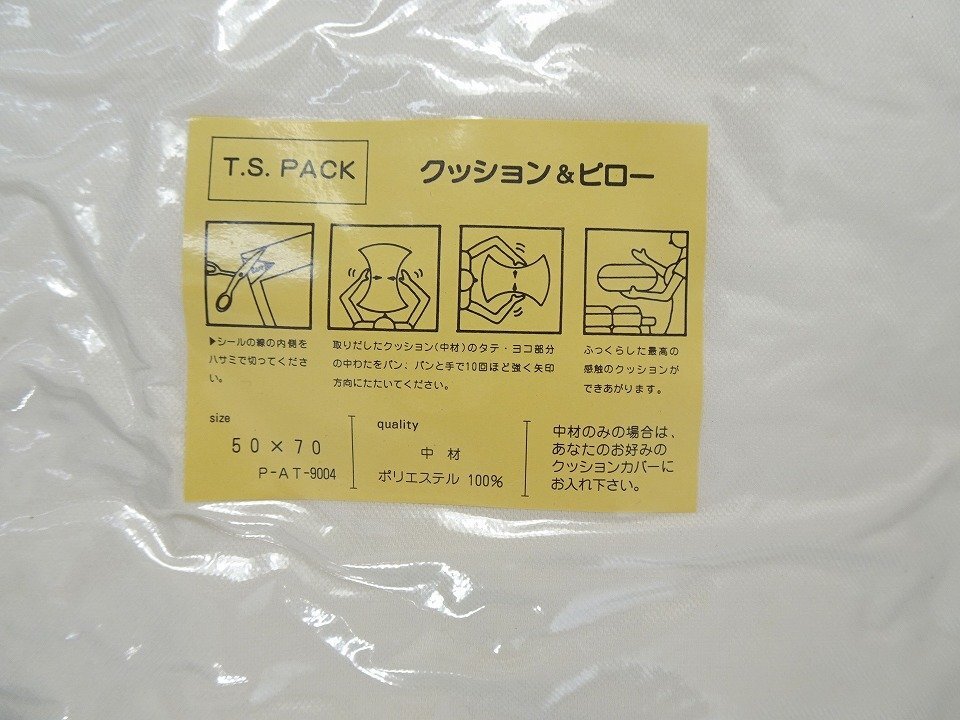 T.S. PACK
クッション&ピロー
▶シールの線の内側を
ハサミで切ってくださ
い。
取りだしたクッション(中材)のタテ・ヨコ部分
の中わたをパン、パンと手で10回ほど強く矢印
方向にたたいてください。
ふっくらした最高の
感触のクッションが
できあがります。
size
50×70
P-AT-9004
quality
中材
ポリエステル 100%
中材のみの場合は、
あなたのお好みの
クッションカバーに
お入れ下さい。